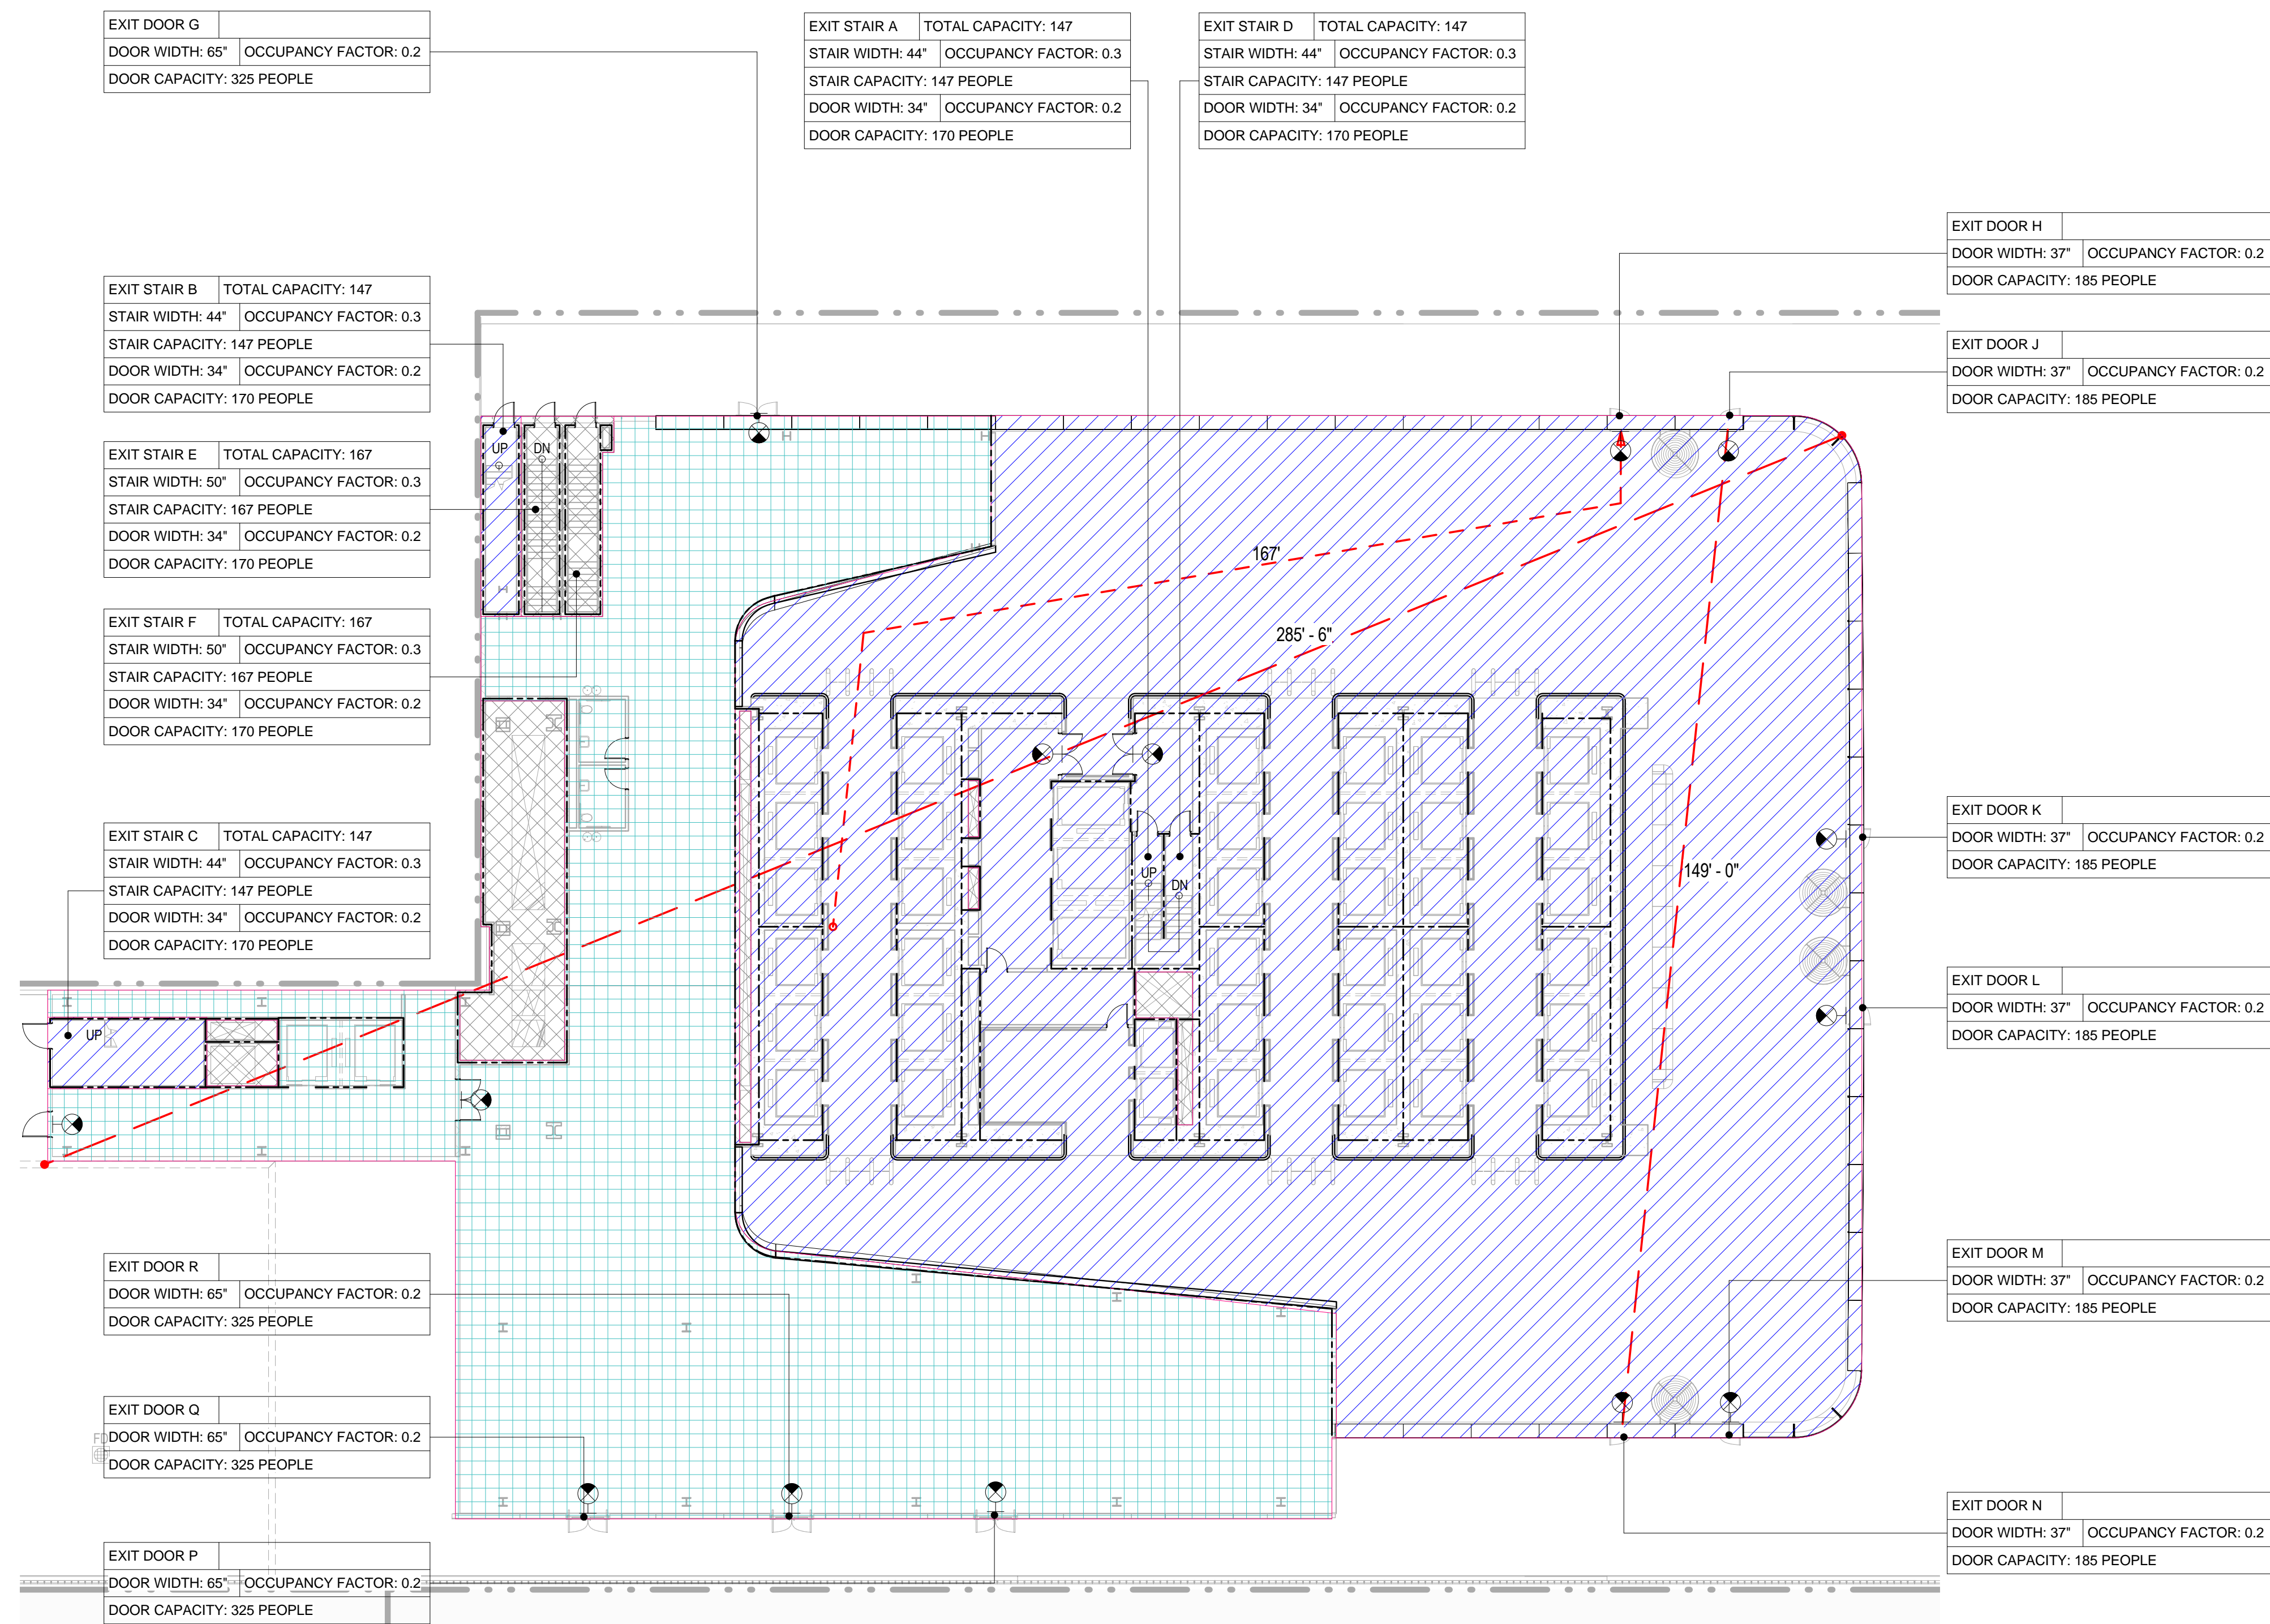 EXIT DOOR G
DOOR WIDTH: 65" OCCUPANCY FACTOR: 0.2
DOOR CAPACITY: 325 PEOPLE
EXIT STAIR A TOTAL CAPACITY: 147
STAIR WIDTH: 44" OCCUPANCY FACTOR: 0.3
STAIR CAPACITY: 147 PEOPLE
DOOR WIDTH: 34" OCCUPANCY FACTOR: 0.2
DOOR CAPACITY: 170 PEOPLE
EXIT STAIR D TOTAL CAPACITY: 147
STAIR WIDTH: 44" OCCUPANCY FACTOR: 0.3
STAIR CAPACITY: 147 PEOPLE
DOOR WIDTH: 34" OCCUPANCY FACTOR: 0.2
DOOR CAPACITY: 170 PEOPLE
EXIT DOOR H
DOOR WIDTH: 37" OCCUPANCY FACTOR: 0.2
DOOR CAPACITY: 185 PEOPLE
EXIT STAIR B TOTAL CAPACITY: 147
STAIR WIDTH: 44" OCCUPANCY FACTOR: 0.3
STAIR CAPACITY: 147 PEOPLE
DOOR WIDTH: 34" OCCUPANCY FACTOR: 0.2
DOOR CAPACITY: 170 PEOPLE
EXIT DOOR J
DOOR WIDTH: 37" OCCUPANCY FACTOR: 0.2
DOOR CAPACITY: 185 PEOPLE
EXIT STAIR E TOTAL CAPACITY: 167
STAIR WIDTH: 50" OCCUPANCY FACTOR: 0.3
STAIR CAPACITY: 167 PEOPLE
DOOR WIDTH: 34" OCCUPANCY FACTOR: 0.2
DOOR CAPACITY: 170 PEOPLE
UP
DN
167'
285' - 6"
EXIT STAIR F TOTAL CAPACITY: 167
STAIR WIDTH: 50" OCCUPANCY FACTOR: 0.3
STAIR CAPACITY: 167 PEOPLE
DOOR WIDTH: 34" OCCUPANCY FACTOR: 0.2
DOOR CAPACITY: 170 PEOPLE
EXIT STAIR C TOTAL CAPACITY: 147
STAIR WIDTH: 44" OCCUPANCY FACTOR: 0.3
STAIR CAPACITY: 147 PEOPLE
DOOR WIDTH: 34" OCCUPANCY FACTOR: 0.2
DOOR CAPACITY: 170 PEOPLE
UP
DN
149' - 0"
EXIT DOOR K
DOOR WIDTH: 37" OCCUPANCY FACTOR: 0.2
DOOR CAPACITY: 185 PEOPLE
EXIT DOOR L
DOOR WIDTH: 37" OCCUPANCY FACTOR: 0.2
DOOR CAPACITY: 185 PEOPLE
UP
EXIT DOOR R
DOOR WIDTH: 65" OCCUPANCY FACTOR: 0.2
DOOR CAPACITY: 325 PEOPLE
EXIT DOOR M
DOOR WIDTH: 37" OCCUPANCY FACTOR: 0.2
DOOR CAPACITY: 185 PEOPLE
EXIT DOOR Q
FD
DOOR WIDTH: 65" OCCUPANCY FACTOR: 0.2
DOOR CAPACITY: 325 PEOPLE
EXIT DOOR N
DOOR WIDTH: 37" OCCUPANCY FACTOR: 0.2
DOOR CAPACITY: 185 PEOPLE
EXIT DOOR P
DOOR WIDTH: 65" OCCUPANCY FACTOR: 0.2
DOOR CAPACITY: 325 PEOPLE